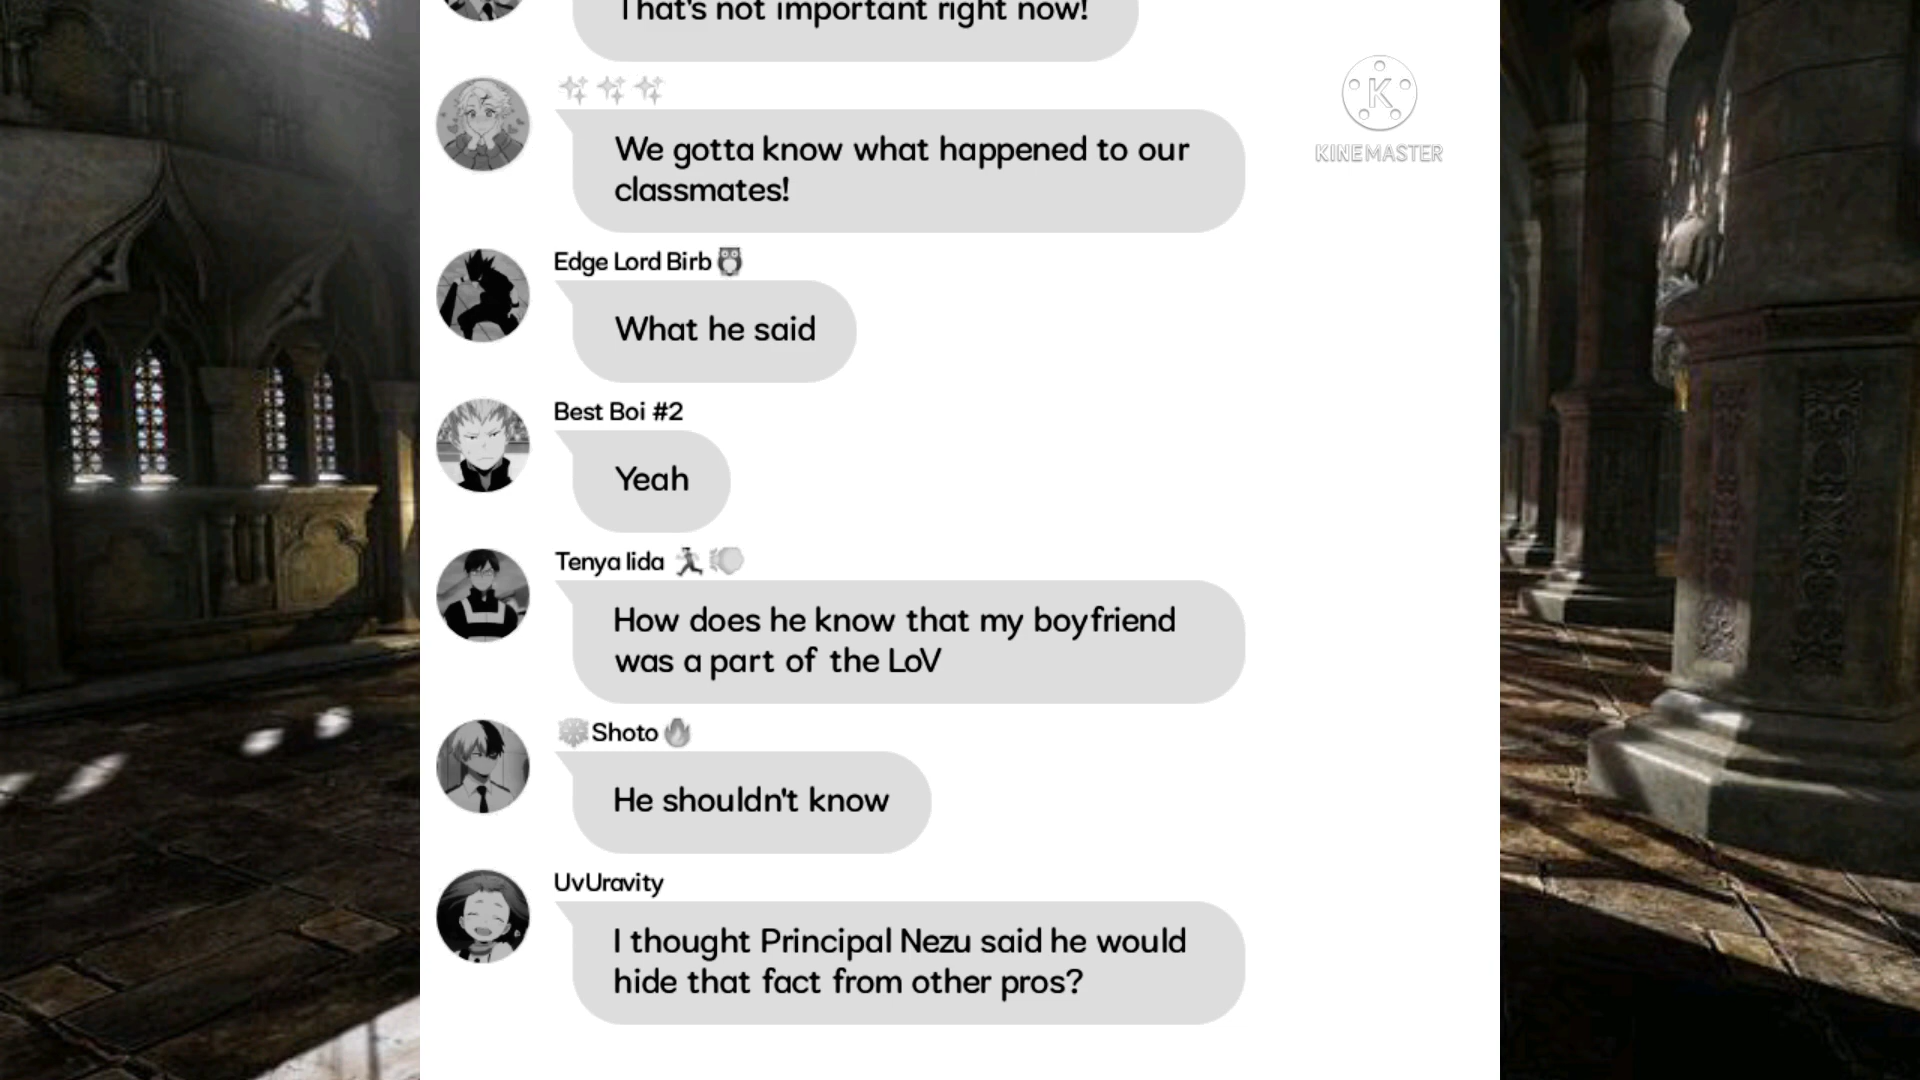 That's not important right now!
We gotta know what happened to our
classmates!
Edge Lord Birb
What he said
Best Boi #2
Yeah
Tenya Iida
How does he know that my boyfriend
was a part of the LoV
Shoto
He shouldn't know
UvUravity
I thought Principal Nezu said he would
hide that fact from other pros?
K
KINEMASTER